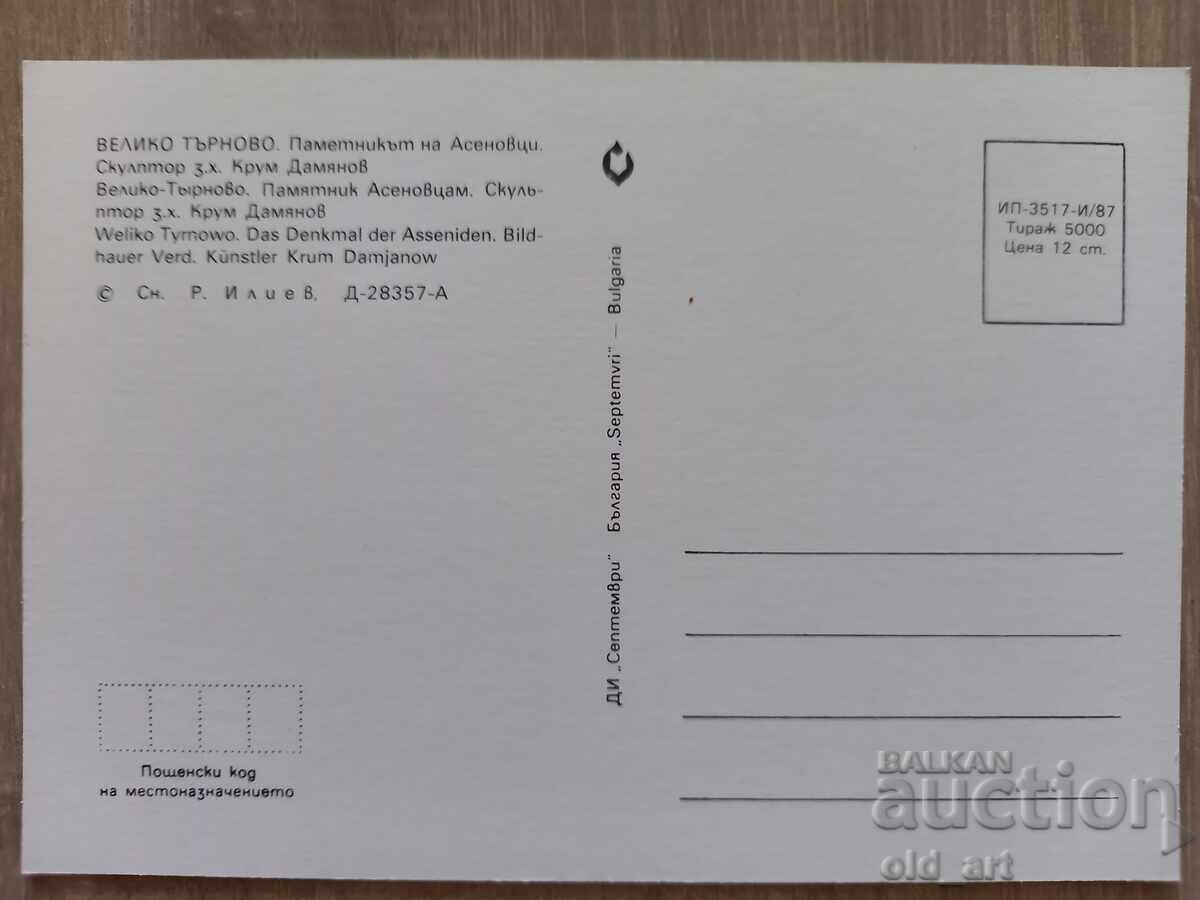 ВЕЛИКО ТЪРНОВО. Паметникът на Асеновци.
Скулптор з.х. Крум Дамянов
Велико-Тырново. Памятник Асеновцам. Скуль-
птор з.х. Крум Дамянов
Weliko Tyrnowo. Das Denkmal der Asseniden. Bild-
hauer Verd. Künstler Krum Damjanow
© Сн. Р. Илиев, Д-28357-А
ДИ „Септември" България „Septemvri" — Bulgaria
ИП-3517-И/87
Тираж 5000
Цена 12 ст.
Пощенски код
на местоназначението
BALKAN
auction
old_art